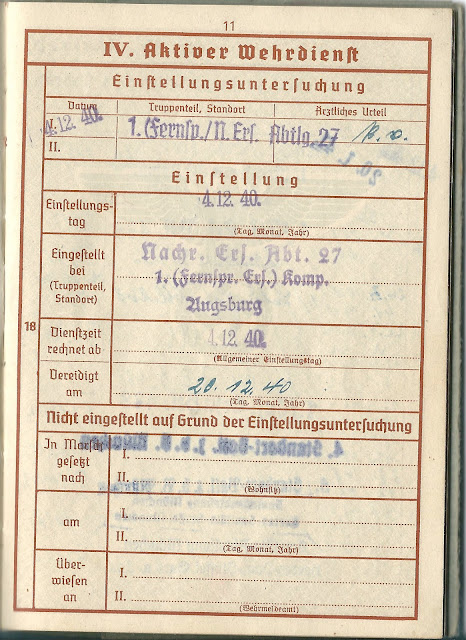 11
IV. Aktiver Wehrdienst
Einstellungsuntersuchung
Datum Truppenteil, Standort Ärztliches Urteil
I. 4.12. 40. 1. (Fernsp./N. Ers. Abtlg. 27 k. v.
II.
Einstellung
Einstellungs- 4.12. 40.
tag (Tag, Monat, Jahr)
Eingestellt Nachr. Ers. Abt. 27
bei 1. (Fernspr. Ers.) Komp.
(Truppenteil, Augsburg
Standort)
18
Dienstzeit 4.12. 40.
rechnet ab (Allgemeiner Einstellungstag)
Vereidigt 20.12.40
am (Tag, Monat, Jahr)
Nicht eingestellt auf Grund der Einstellungsuntersuchung
In Marsch I.
gesetzt
nach II.
(Wohnsitz)
am I.
II.
(Tag, Monat, Jahr)
Über- I.
wiesen
an II.
(Wehrmeldeamt)